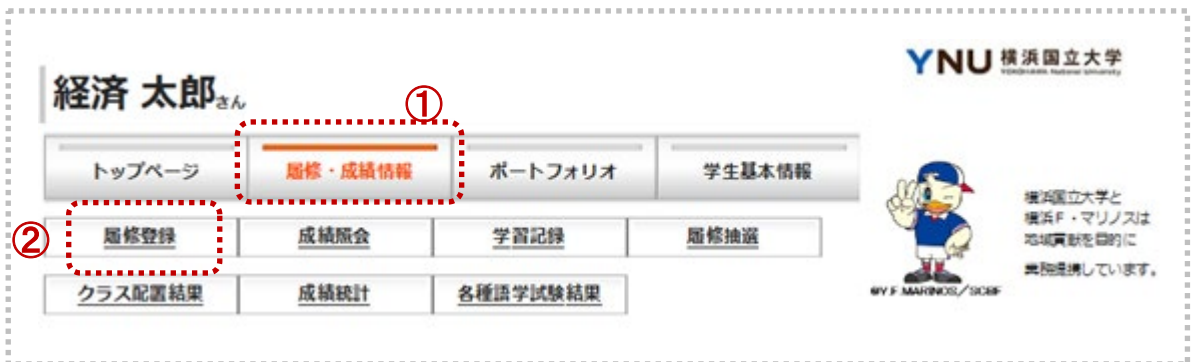 YNU 横浜国立大学
YOKOHAMA National University
経済 太郎さん
①
トップページ 履修・成績情報 ポートフォリオ 学生基本情報
②
履修登録 成績照会 学習記録 履修抽選
クラス配置結果 成績統計 各種語学試験結果
横浜国立大学と
横浜F・マリノスは
地域貢献を目的に
業務提携しています。
©Y.F.MARINOS/SCBF